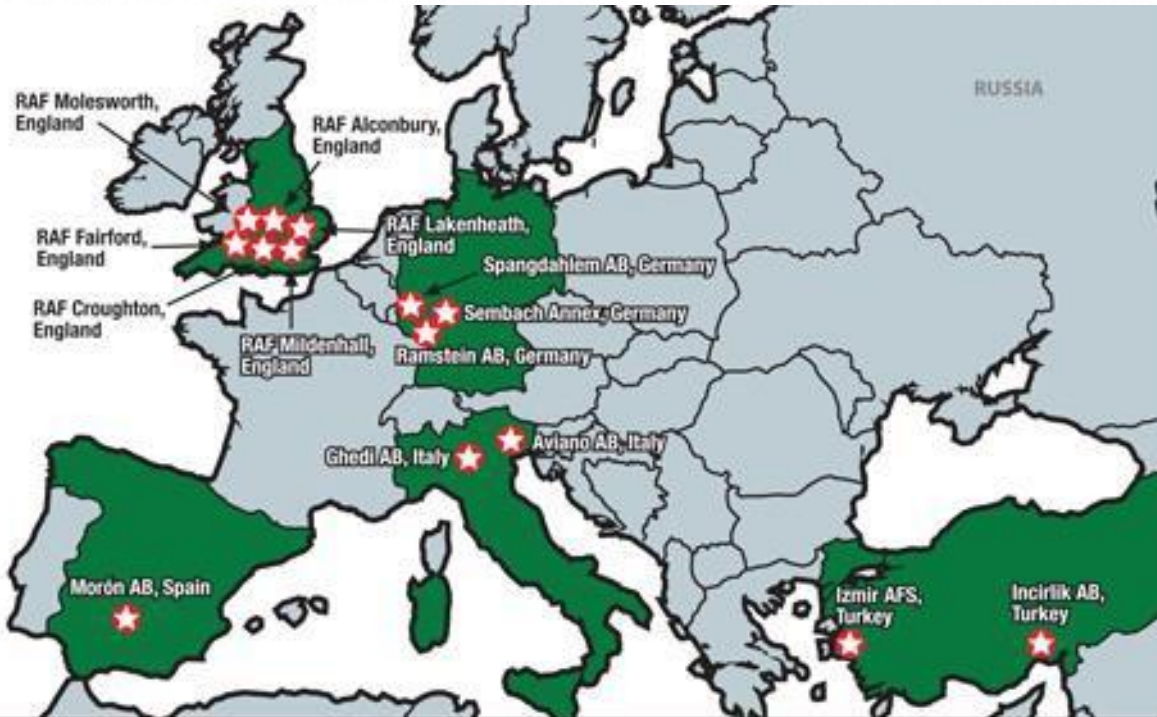 RUSSIA
RAF Molesworth,
England
RAF Alconbury,
England
RAF Fairford,
England
RAF Lakenheath,
England
RAF Croughton,
England
RAF Mildenhall,
England
Spangdahlem AB, Germany
Sembach Annex, Germany
Ramstein AB, Germany
Ghedi AB, Italy
Aviano AB, Italy
Morón AB, Spain
Izmir AFS,
Turkey
Incirlik AB,
Turkey